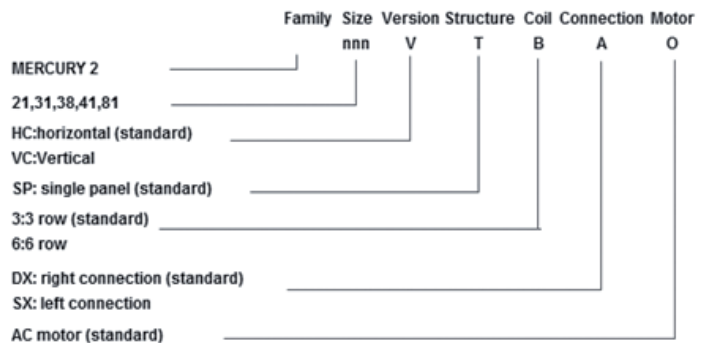 Family Size Version Structure Coil Connection Motor
nnn V T B A O
MERCURY 2
21,31,38,41,81
HC:horizontal (standard)
VC:Vertical
SP: single panel (standard)
3:3 row (standard)
6:6 row
DX: right connection (standard)
SX: left connection
AC motor (standard)